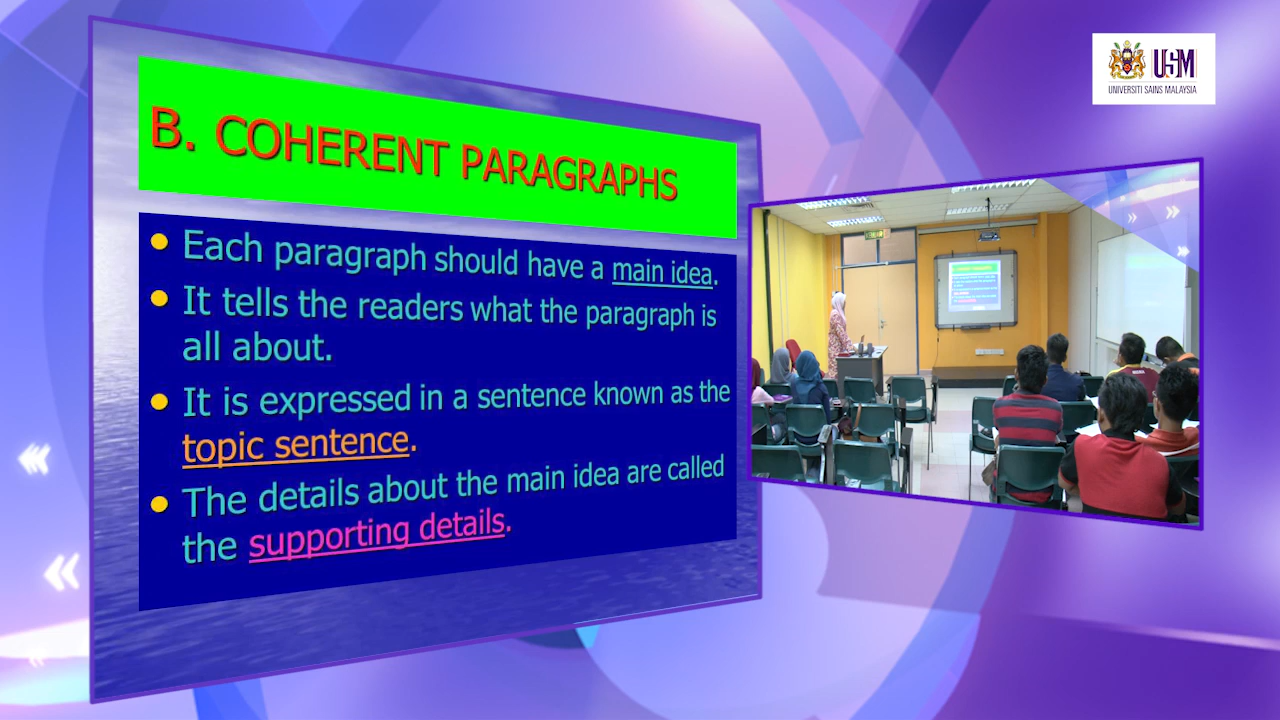 B. COHERENT PARAGRAPHS
Each paragraph should have a main idea.
It tells the readers what the paragraph is
all about.
It is expressed in a sentence known as the
topic sentence.
The details about the main idea are called
the supporting details.
USM
UNIVERSITI SAINS MALAYSIA
KELUAR